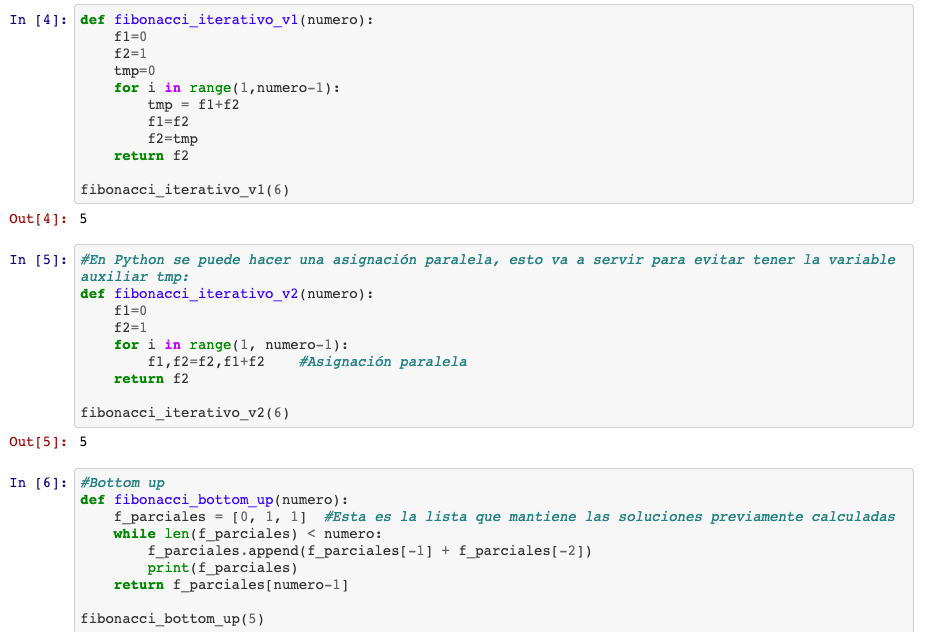 In [4]: def fibonacci_iterativo_v1(numero):
    f1=0
    f2=1
    tmp=0
    for i in range(1,numero-1):
        tmp = f1+f2
        f1=f2
        f2=tmp
    return f2
fibonacci_iterativo_v1(6)
Out[4]: 5
In [5]: #En Python se puede hacer una asignación paralela, esto va a servir para evitar tener la variable
auxiliar tmp:
def fibonacci_iterativo_v2(numero):
    f1=0
    f2=1
    for i in range(1, numero-1):
        f1,f2=f2,f1+f2    #Asignación paralela
    return f2
fibonacci_iterativo_v2(6)
Out[5]: 5
In [6]: #Bottom up
def fibonacci_bottom_up(numero):
    f_parciales = [0, 1, 1]  #Esta es la lista que mantiene las soluciones previamente calculadas
    while len(f_parciales) < numero:
        f_parciales.append(f_parciales[-1] + f_parciales[-2])
        print(f_parciales)
    return f_parciales[numero-1]
fibonacci_bottom_up(5)